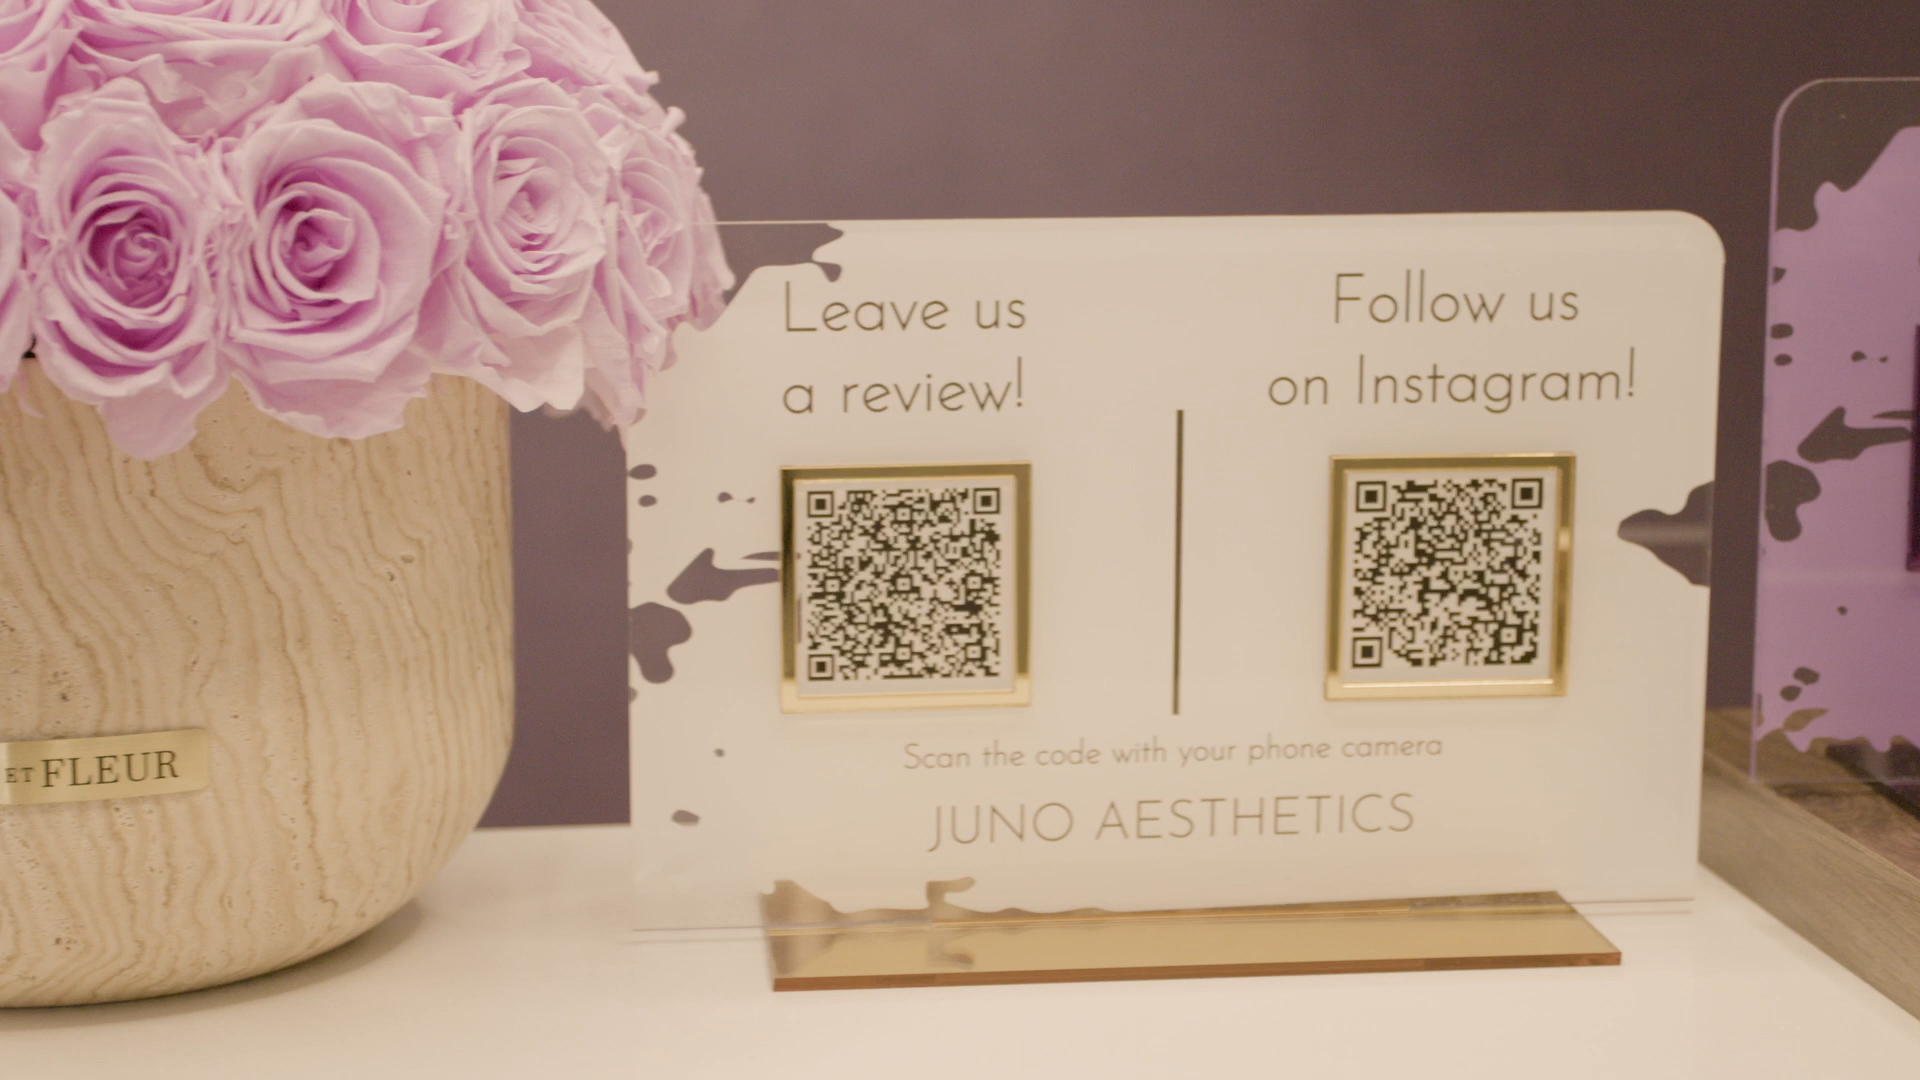 Leave us
a review!
Follow us
on Instagram!
Scan the code with your phone camera
JUNO AESTHETICS
ET FLEUR